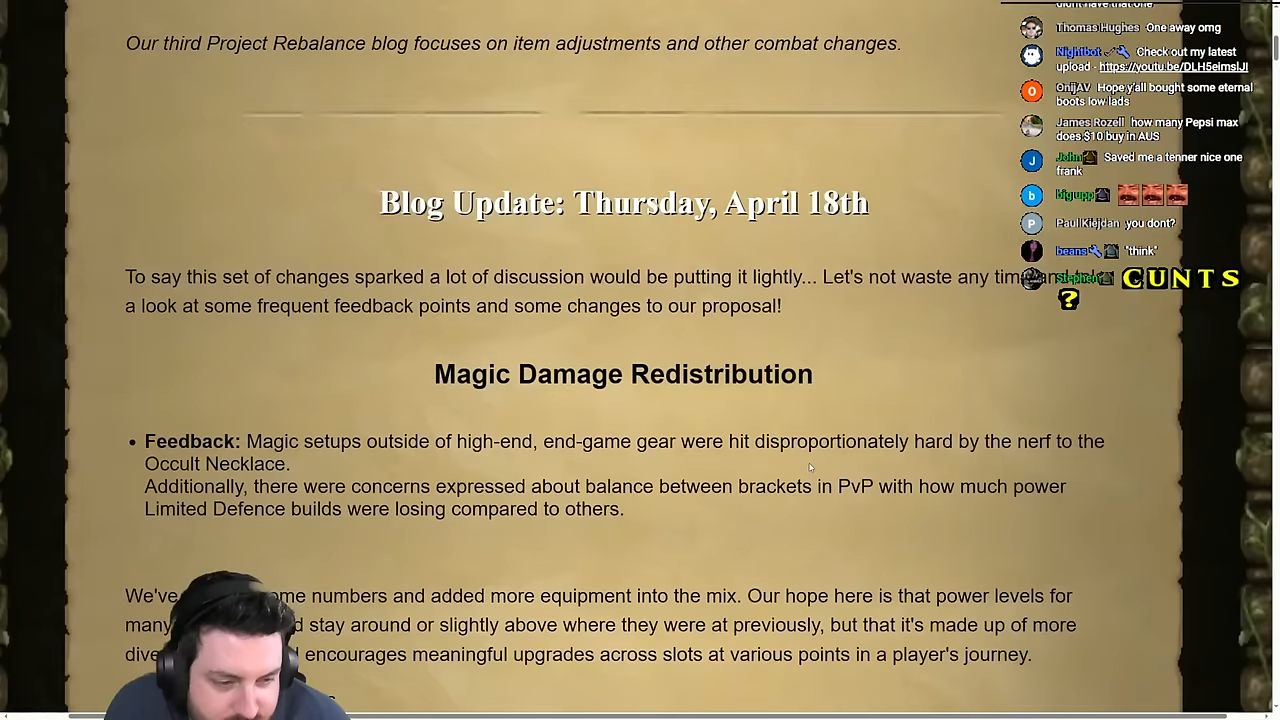 Our third Project Rebalance blog focuses on item adjustments and other combat changes.
Blog Update: Thursday, April 18th
To say this set of changes sparked a lot of discussion would be putting it lightly... Let's not waste any
a look at some frequent feedback points and some changes to our proposal!
Magic Damage Redistribution
• Feedback: Magic setups outside of high-end, end-game gear were hit disproportionately hard by the nerf to the
Occult Necklace.
Additionally, there were concerns expressed about balance between brackets in PvP with how much power
Limited Defence builds were losing compared to others.
We've numbers and added more equipment into the mix. Our hope here is that power levels for
many stay around or slightly above where they were at previously, but that it's made up of more
encourages meaningful upgrades across slots at various points in a player's journey.
didnt have that one
Thomas Hughes One away omg
Nightbot Check out my latest
upload - https://youtu.be/DLH5eimslJI
OnijAV Hope y'all bought some eternal
boots low lads
James Rozell how many Pepsi max
does $10 buy in AUS
John Saved me a tenner nice one
frank
big upp
PaulKiejdan you dont?
beans "think"
Stephen CUNTS
?